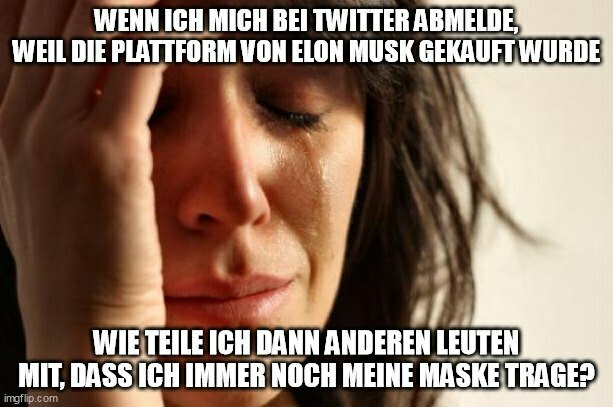 WENN ICH MICH BEI TWITTER ABMELDE,
WEIL DIE PLATTFORM VON ELON MUSK GEKAUFT WURDE
WIE TEILE ICH DANN ANDEREN LEUTEN
MIT, DASS ICH IMMER NOCH MEINE MASKE TRAGE?
imgflip.com